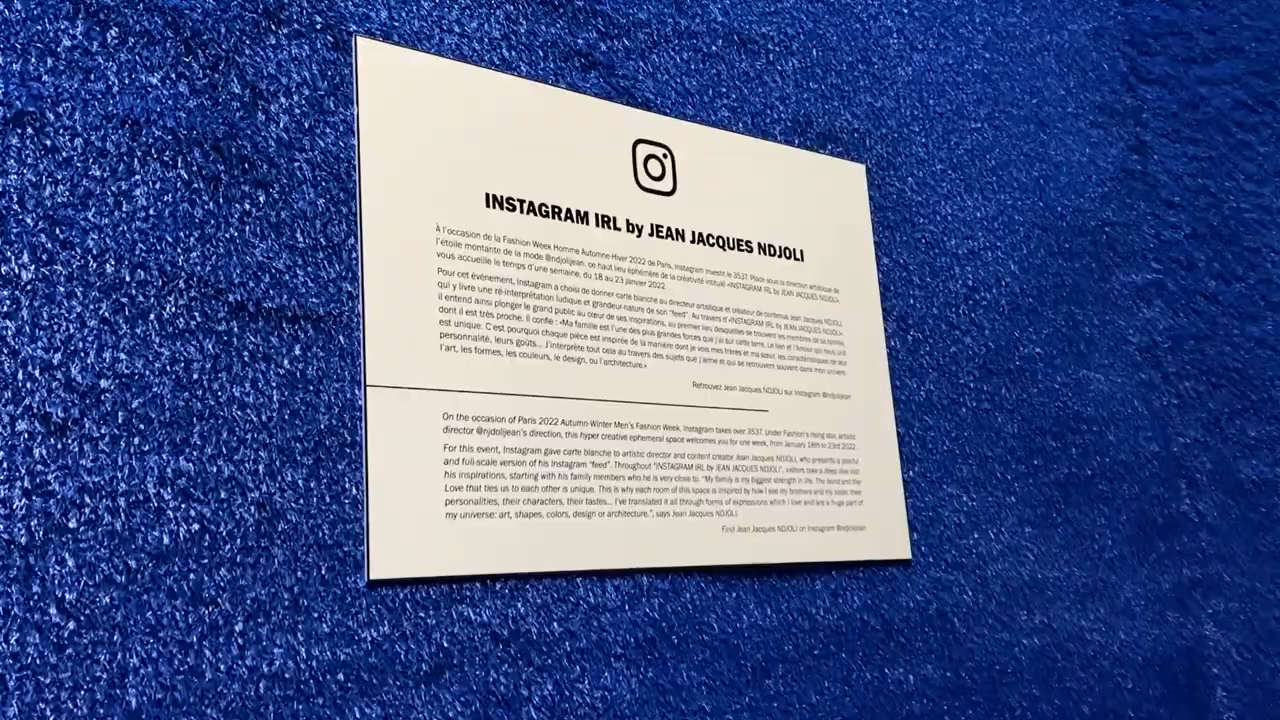 INSTAGRAM IRL by JEAN JACQUES NDJOLI
À l'occasion de la Fashion Week Homme Automne-Hiver 2022 de Paris, Instagram investit le 3537. Placé sous la direction artistique de
l'étoile montante de la mode @ndjolijean, ce haut lieu éphémère de la créativité intitulé «INSTAGRAM IRL by JEAN JACQUES NDJOLI»,
vous accueille le temps d'une semaine, du 18 au 23 janvier 2022.
Pour cet événement, Instagram a choisi de donner carte blanche au directeur artistique et créateur de contenus Jean Jacques NDJOLI,
qui y livre une ré-interprétation ludique et grandeur nature de son "feed". Au travers d'«INSTAGRAM IRL by JEAN JACQUES NDJOLI»,
il entend ainsi plonger le grand public au cœur de ses inspirations, au premier lieu desquelles se trouvent les membres de sa famille,
dont il est très proche. Il confie : «Ma famille est l'une des plus grandes forces que j'ai sur cette terre. Le lien et l'Amour qui nous unit
est unique. C'est pourquoi chaque pièce est inspirée de la manière dont je vois mes frères et ma sœur, les caractéristiques de leur
personnalité, leurs goûts... J'interprète tout cela au travers des sujets que j'aime et qui se retrouvent souvent dans mon univers:
l'art, les formes, les couleurs, le design, ou l'architecture.»
Retrouvez Jean Jacques NDJOLI sur Instagram @ndjolijean
On the occasion of Paris 2022 Autumn-Winter Men's Fashion Week, Instagram takes over 3537. Under Fashion's rising star, artistic
director @njdolijean's direction, this hyper creative ephemeral space welcomes you for one week, from January 18th to 23rd 2022.
For this event, Instagram gave carte blanche to artistic director and content creator Jean Jacques NDJOLI, who presents a playful
and full-scale version of his Instagram "feed". Throughout "INSTAGRAM IRL by JEAN JACQUES NDJOLI", visitors take a deep dive into
his inspirations, starting with his family members who he is very close to. "My family is my biggest strength in life. The bond and the
Love that ties us to each other is unique. This is why each room of this space is inspired by how I see my brothers and my sister, their
personalities, their characters, their tastes... I've translated it all through forms of expressions which I love and are a huge part of
my universe: art, shapes, colors, design or architecture.", says Jean Jacques NDJOLI.
Find Jean Jacques NDJOLI on Instagram @ndjolijean